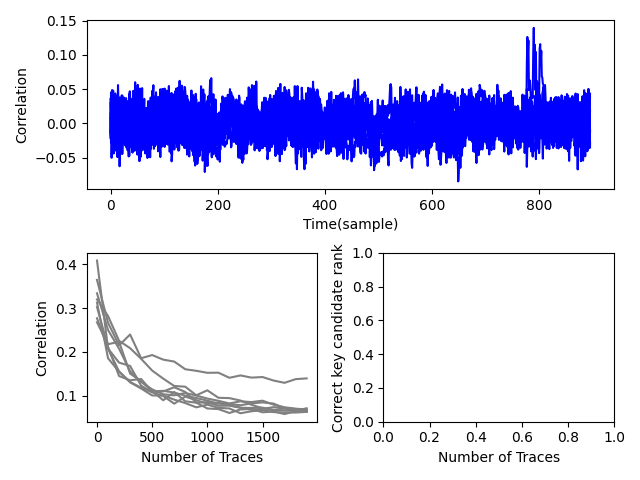 0.15
0.10
0.05
0.00
−0.05
Correlation
0 200 400 600 800
Time(sample)
0.4
0.3
0.2
0.1
Correlation
0 500 1000 1500
Number of Traces
1.0
0.8
0.6
0.4
0.2
0.0
Correct key candidate rank
0.0 0.2 0.4 0.6 0.8 1.0
Number of Traces